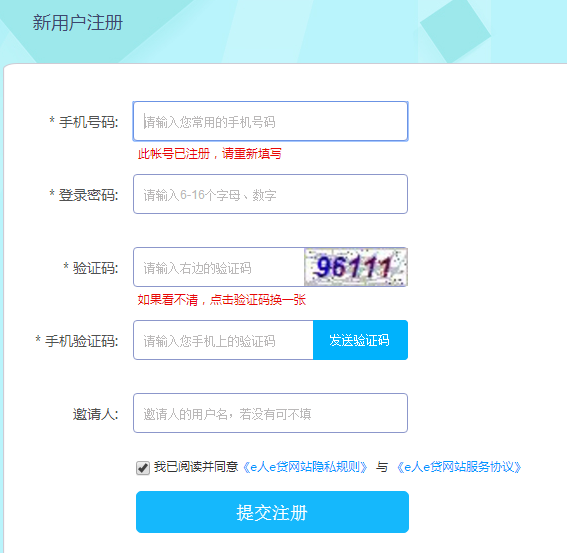 新用户注册
* 手机号码: 请输入您常用的手机号码
此帐号已注册，请重新填写
* 登录密码: 请输入6-16个字母、数字
* 验证码: 请输入右边的验证码 96111
如果看不清，点击验证码换一张
* 手机验证码: 请输入您手机上的验证码 发送验证码
邀请人: 邀请人的用户名，若没有可不填
我已阅读并同意《e人e贷网站隐私规则》 与 《e人e贷网站服务协议》
提交注册